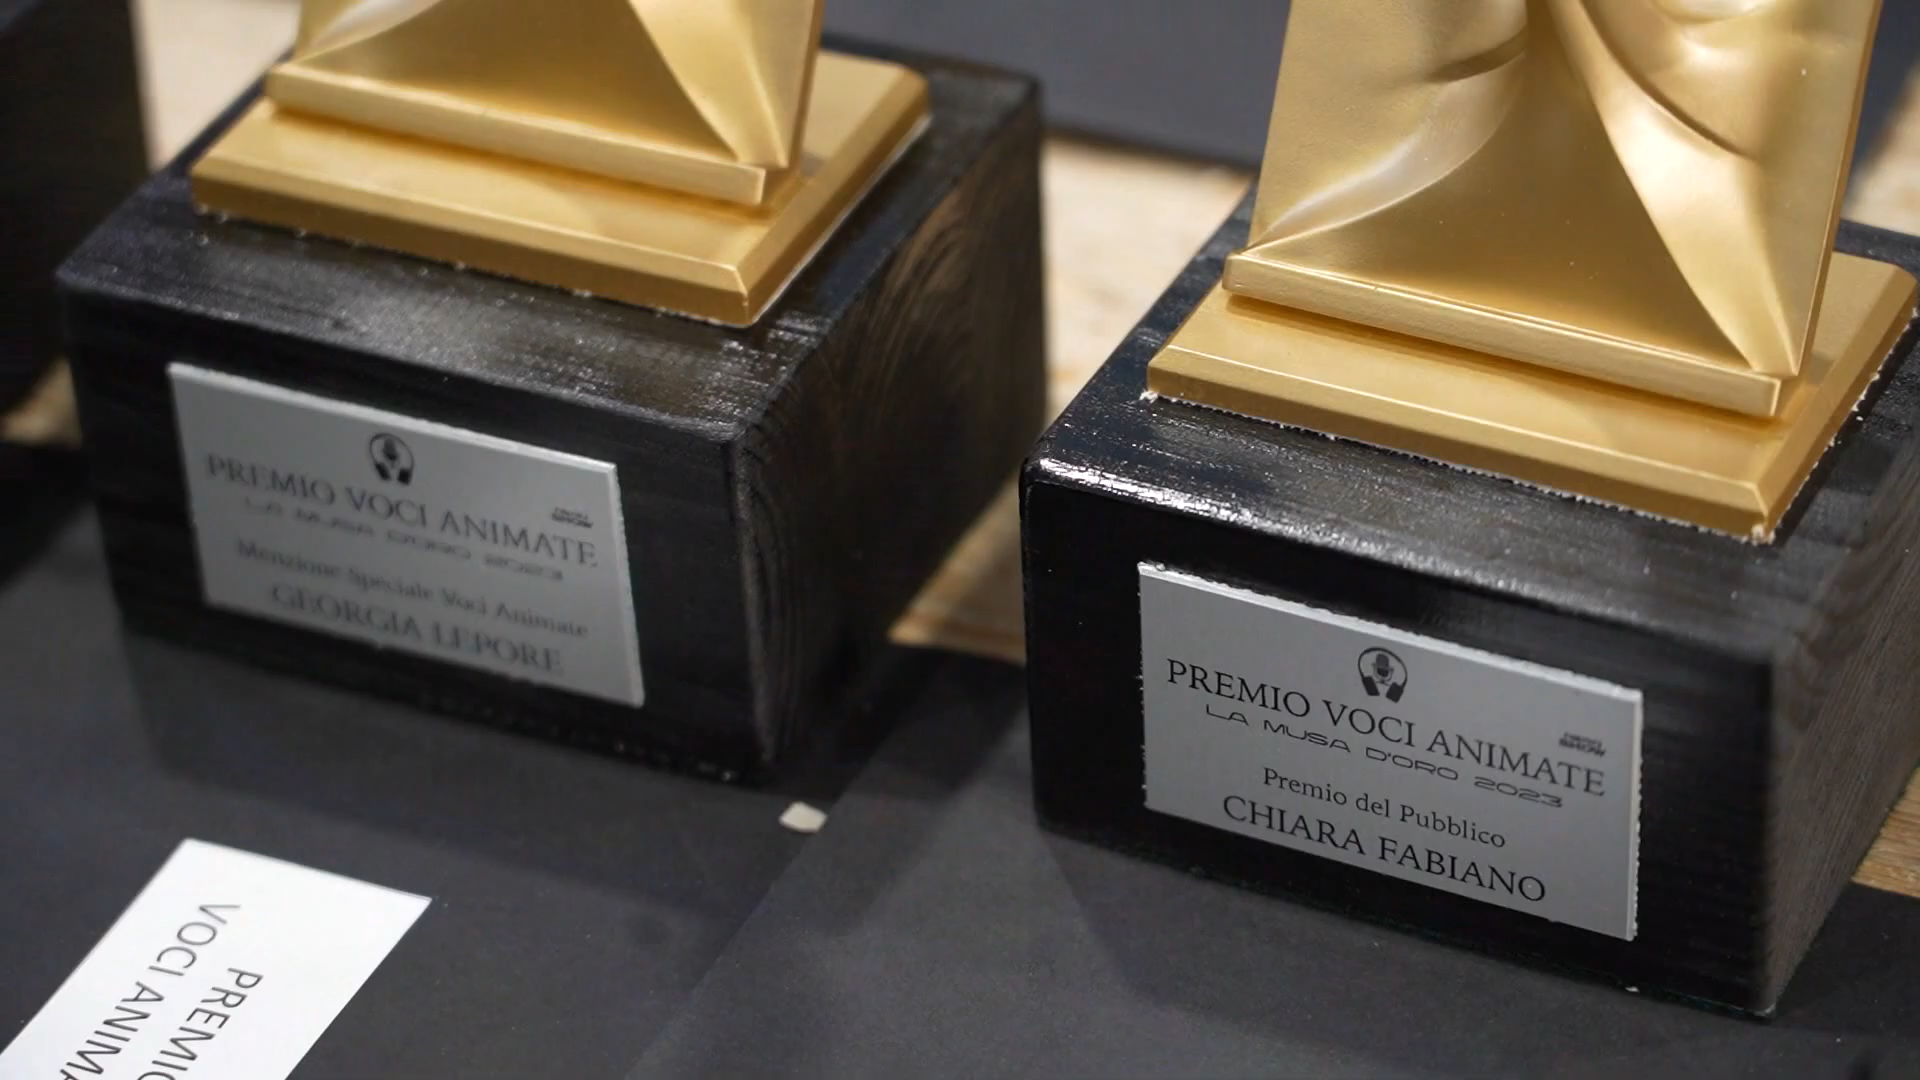 PREMIO VOCI ANIMATE
LA MUSA D'ORO 2023
Menzione Speciale Voci Animate
GEORGIA LEPORE
PREMIO VOCI ANIMATE
LA MUSA D'ORO 2023
Premio del Pubblico
CHIARA FABIANO
PREMIO
VOCI ANIMA